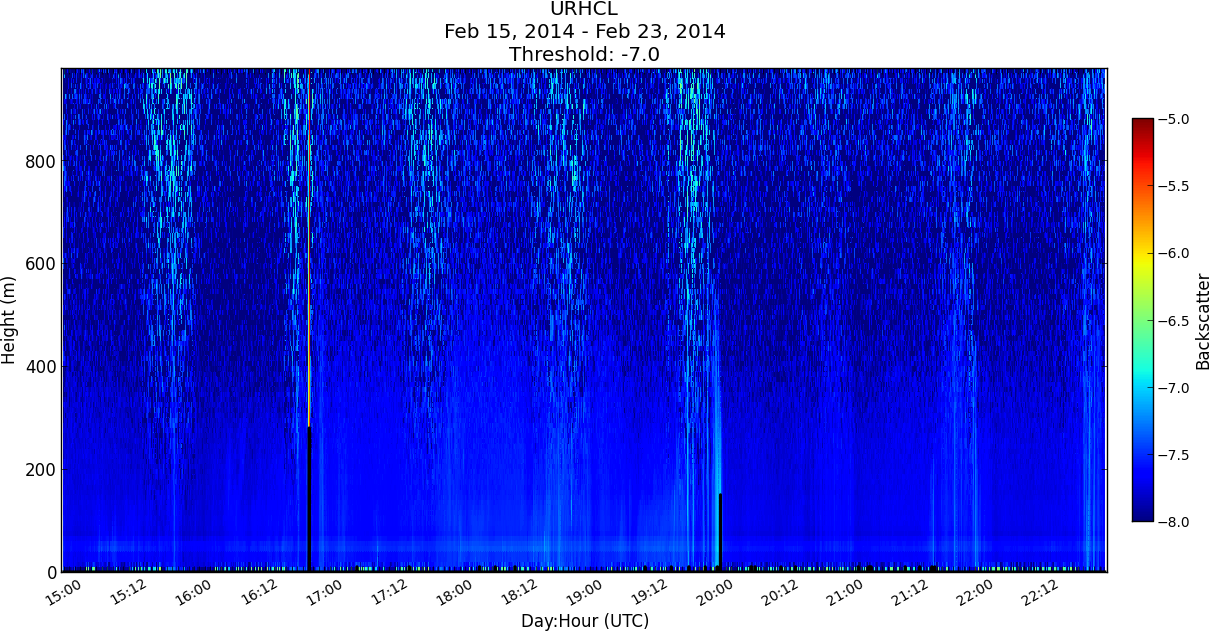 URHCL
Feb 15, 2014 - Feb 23, 2014
Threshold: -7.0
Height (m)
800
600
400
200
0
15:00 15:12 16:00 16:12 17:00 17:12 18:00 18:12 19:00 19:12 20:00 20:12 21:00 21:12 22:00 22:12
Day:Hour (UTC)
−5.0
−5.5
−6.0
−6.5
−7.0
−7.5
−8.0
Backscatter